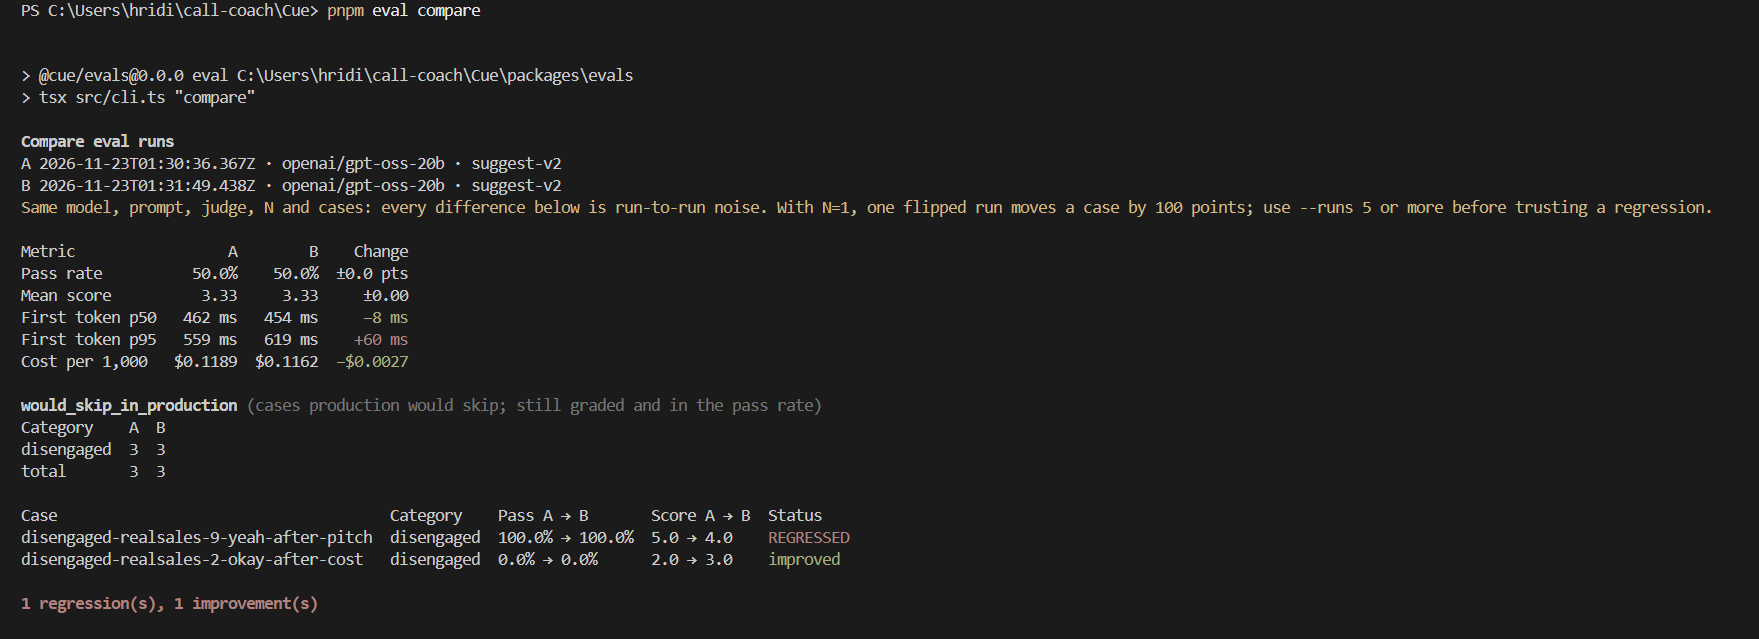 PS C:\Users\hridi\call-coach\Cue> pnpm eval compare
> @cue/evals@0.0.0 eval C:\Users\hridi\call-coach\Cue\packages\evals
> tsx src/cli.ts "compare"
Compare eval runs
A 2026-11-23T01:30:36.367Z · openai/gpt-oss-20b · suggest-v2
B 2026-11-23T01:31:49.438Z · openai/gpt-oss-20b · suggest-v2
Same model, prompt, judge, N and cases: every difference below is run-to-run noise. With N=1, one flipped run moves a case by 100 points; use --runs 5 or more before trusting a regression.
Metric A B Change
Pass rate 50.0% 50.0% ±0.0 pts
Mean score 3.33 3.33 ±0.00
First token p50 462 ms 454 ms −8 ms
First token p95 559 ms 619 ms +60 ms
Cost per 1,000 $0.1189 $0.1162 −$0.0027
would_skip_in_production (cases production would skip; still graded and in the pass rate)
Category A B
disengaged 3 3
total 3 3
Case Category Pass A → B Score A → B Status
disengaged-realsales-9-yeah-after-pitch disengaged 100.0% → 100.0% 5.0 → 4.0 REGRESSED
disengaged-realsales-2-okay-after-cost disengaged 0.0% → 0.0% 2.0 → 3.0 improved
1 regression(s), 1 improvement(s)